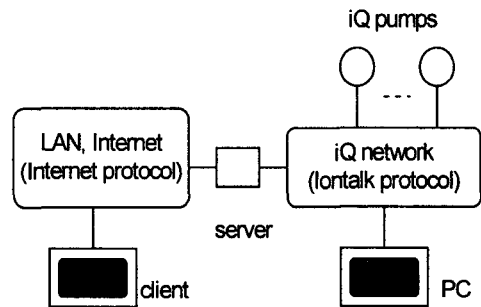 iQ pumps
LAN, Internet
(Internet protocol)
iQ network
(lontalk protocol)
server
client
PC